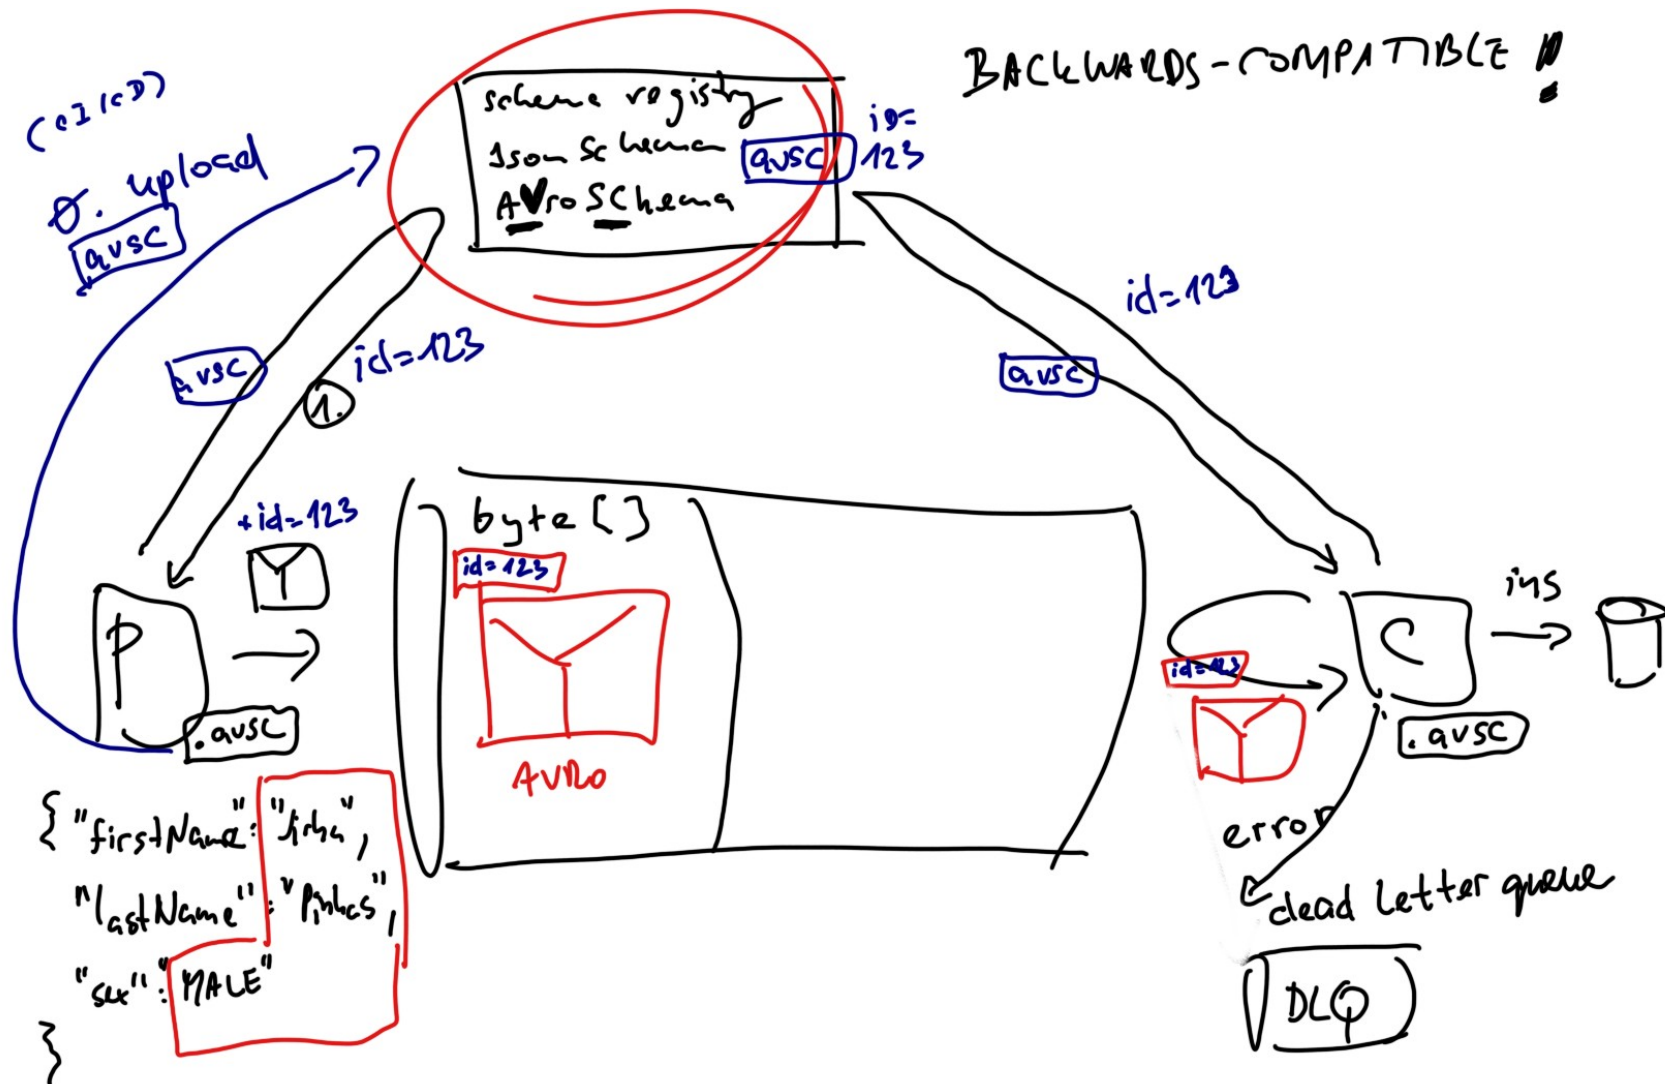 BACKWARDS-COMPATIBLE !!
(CI/CD)
0. upload
avsc
schema registry
Json Schema
AVro SChema
avsc
id=
123
avsc
id=123
1.
id=123
avsc
+id=123
P
.avsc
byte []
id=123
AVRO
id=123
C
.avsc
ins
error
dead letter queue
DLQ
{ "firstName": "Jirka",
"lastName": "Pinkas",
"sex": "MALE"
}